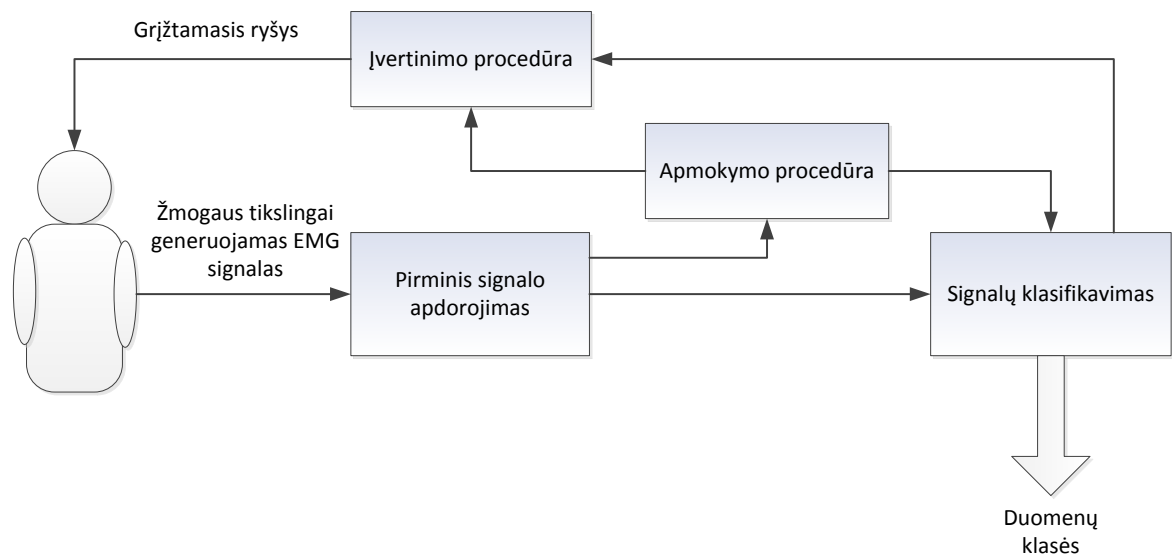 Grįžtamasis ryšys
Įvertinimo procedūra
Apmokymo procedūra
Žmogaus tikslingai
generuojamas EMG
signalas
Pirminis signalo
apdorojimas
Signalų klasifikavimas
Duomenų
klasės